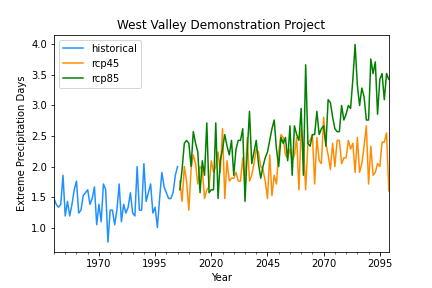 West Valley Demonstration Project
historical
rcp45
rcp85
Extreme Precipitation Days
4.0
3.5
3.0
2.5
2.0
1.5
1.0
1970
1995
2020
2045
2070
2095
Year